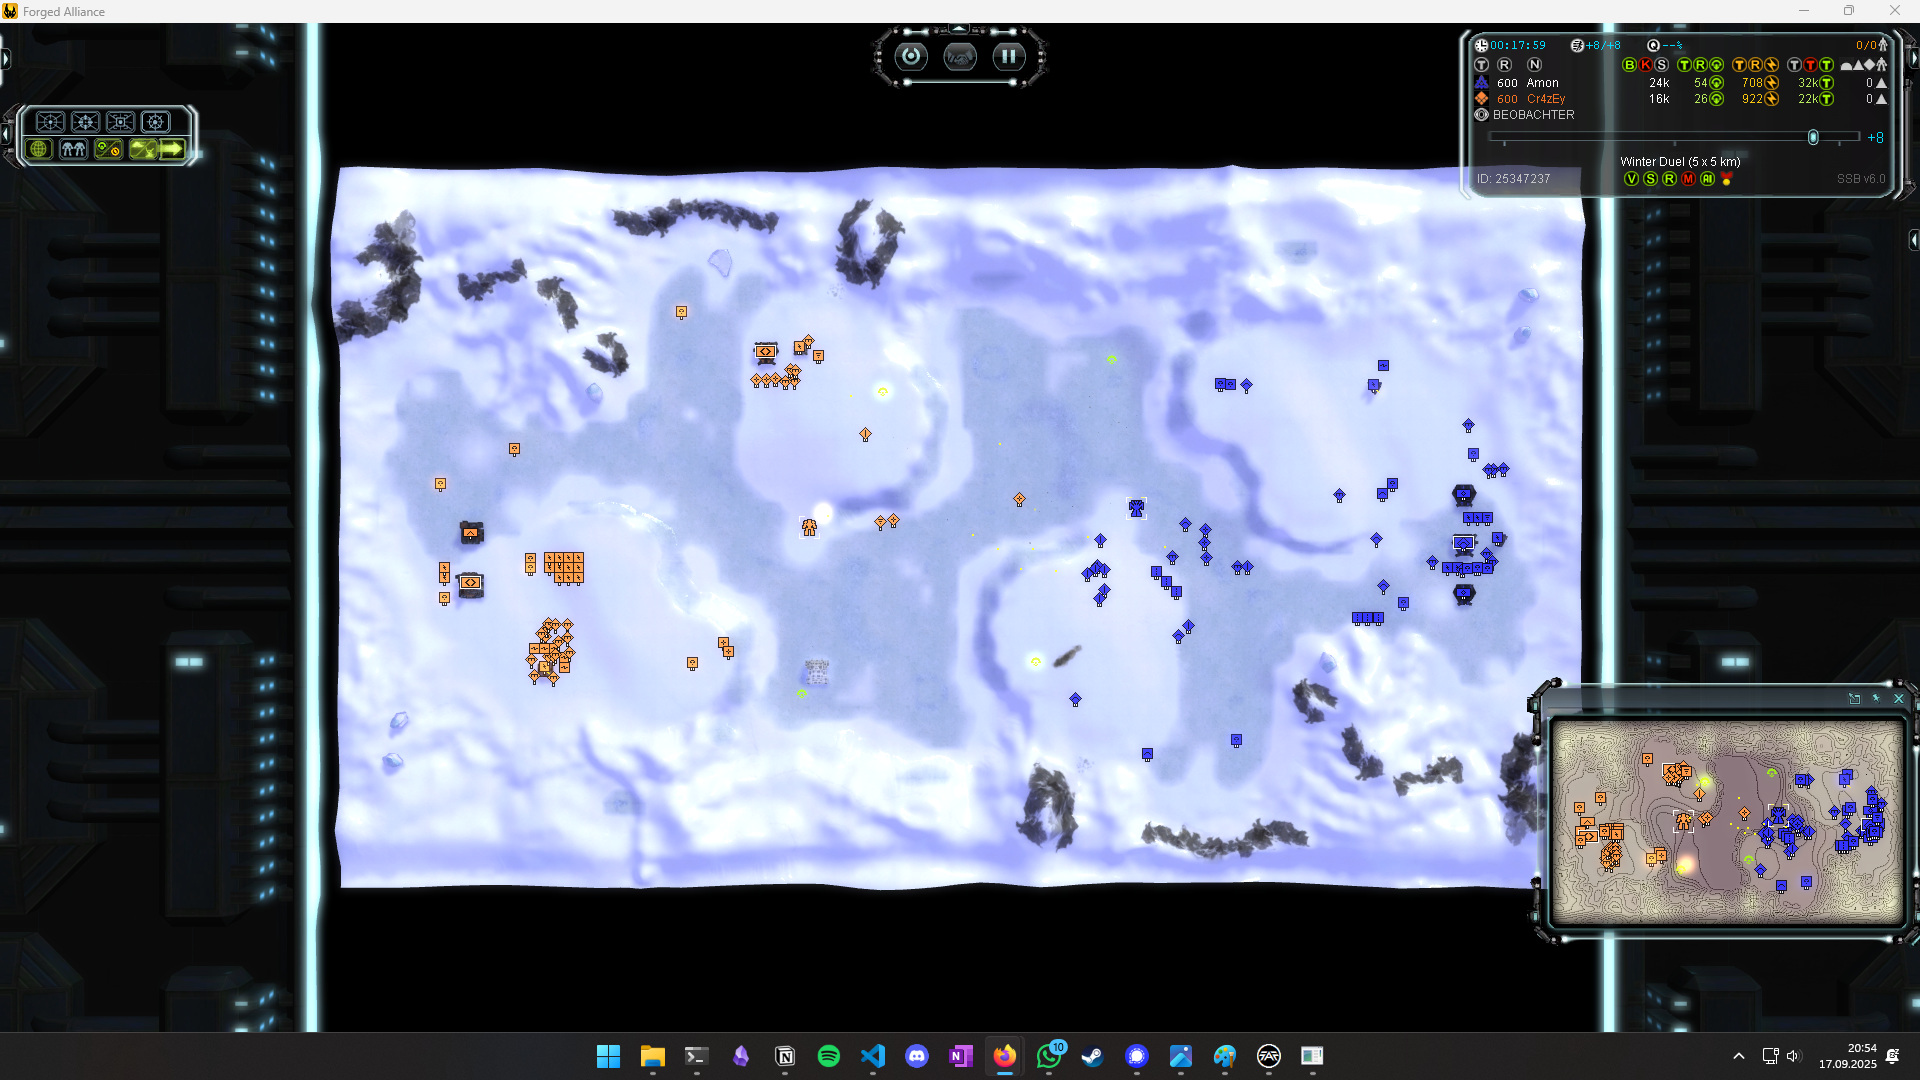 Forged Alliance
00:17:59 +8/+8 Q --% 0/0
T R N B K S T R T R T T T
600 Amon 24k 54 708 32k T 0
600 Cr4zEy 16k 26 922 22k T 0
BEOBACHTER
+8
Winter Duel (5 x 5 km)
ID: 25347237 V S R M AI SSB v6.0
10
20:54
17.09.2025